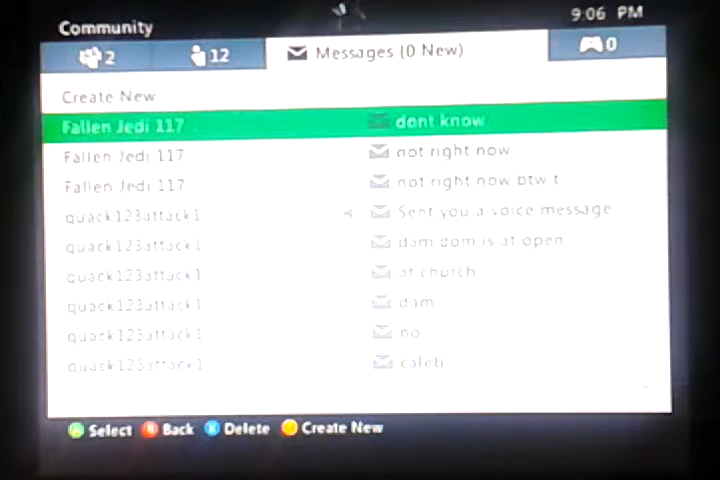 Community
9:06 PM
2
12
Messages (0 New)
0
Create New
Fallen Jedi 117 dont know
Fallen Jedi 117 not right now
Fallen Jedi 117 not right now btw t
quack123attack1 Sent you a voice message
quack123attack1 dam dom is at open
quack123attack1 at church
quack123attack1 dam
quack123attack1 no
quack123attack1 caleb
Select Back Delete Create New